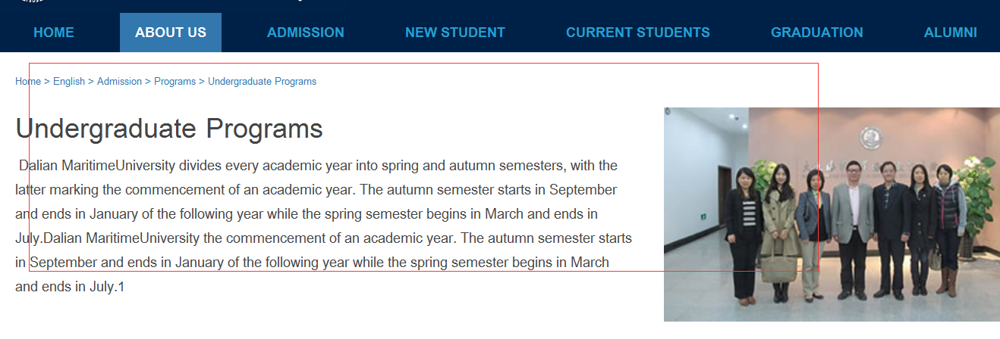 HOME ABOUT US ADMISSION NEW STUDENT CURRENT STUDENTS GRADUATION ALUMNI
Home > English > Admission > Programs > Undergraduate Programs
Undergraduate Programs
Dalian MaritimeUniversity divides every academic year into spring and autumn semesters, with the
latter marking the commencement of an academic year. The autumn semester starts in September
and ends in January of the following year while the spring semester begins in March and ends in
July.Dalian MaritimeUniversity the commencement of an academic year. The autumn semester starts
in September and ends in January of the following year while the spring semester begins in March
and ends in July.1